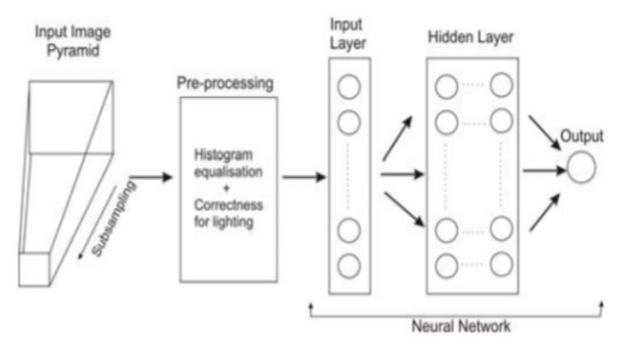 Input Image
Pyramid
Subsampling
Pre-processing
Histogram
equalisation
+
Correctness
for lighting
Input
Layer
Hidden Layer
Output
Neural Network